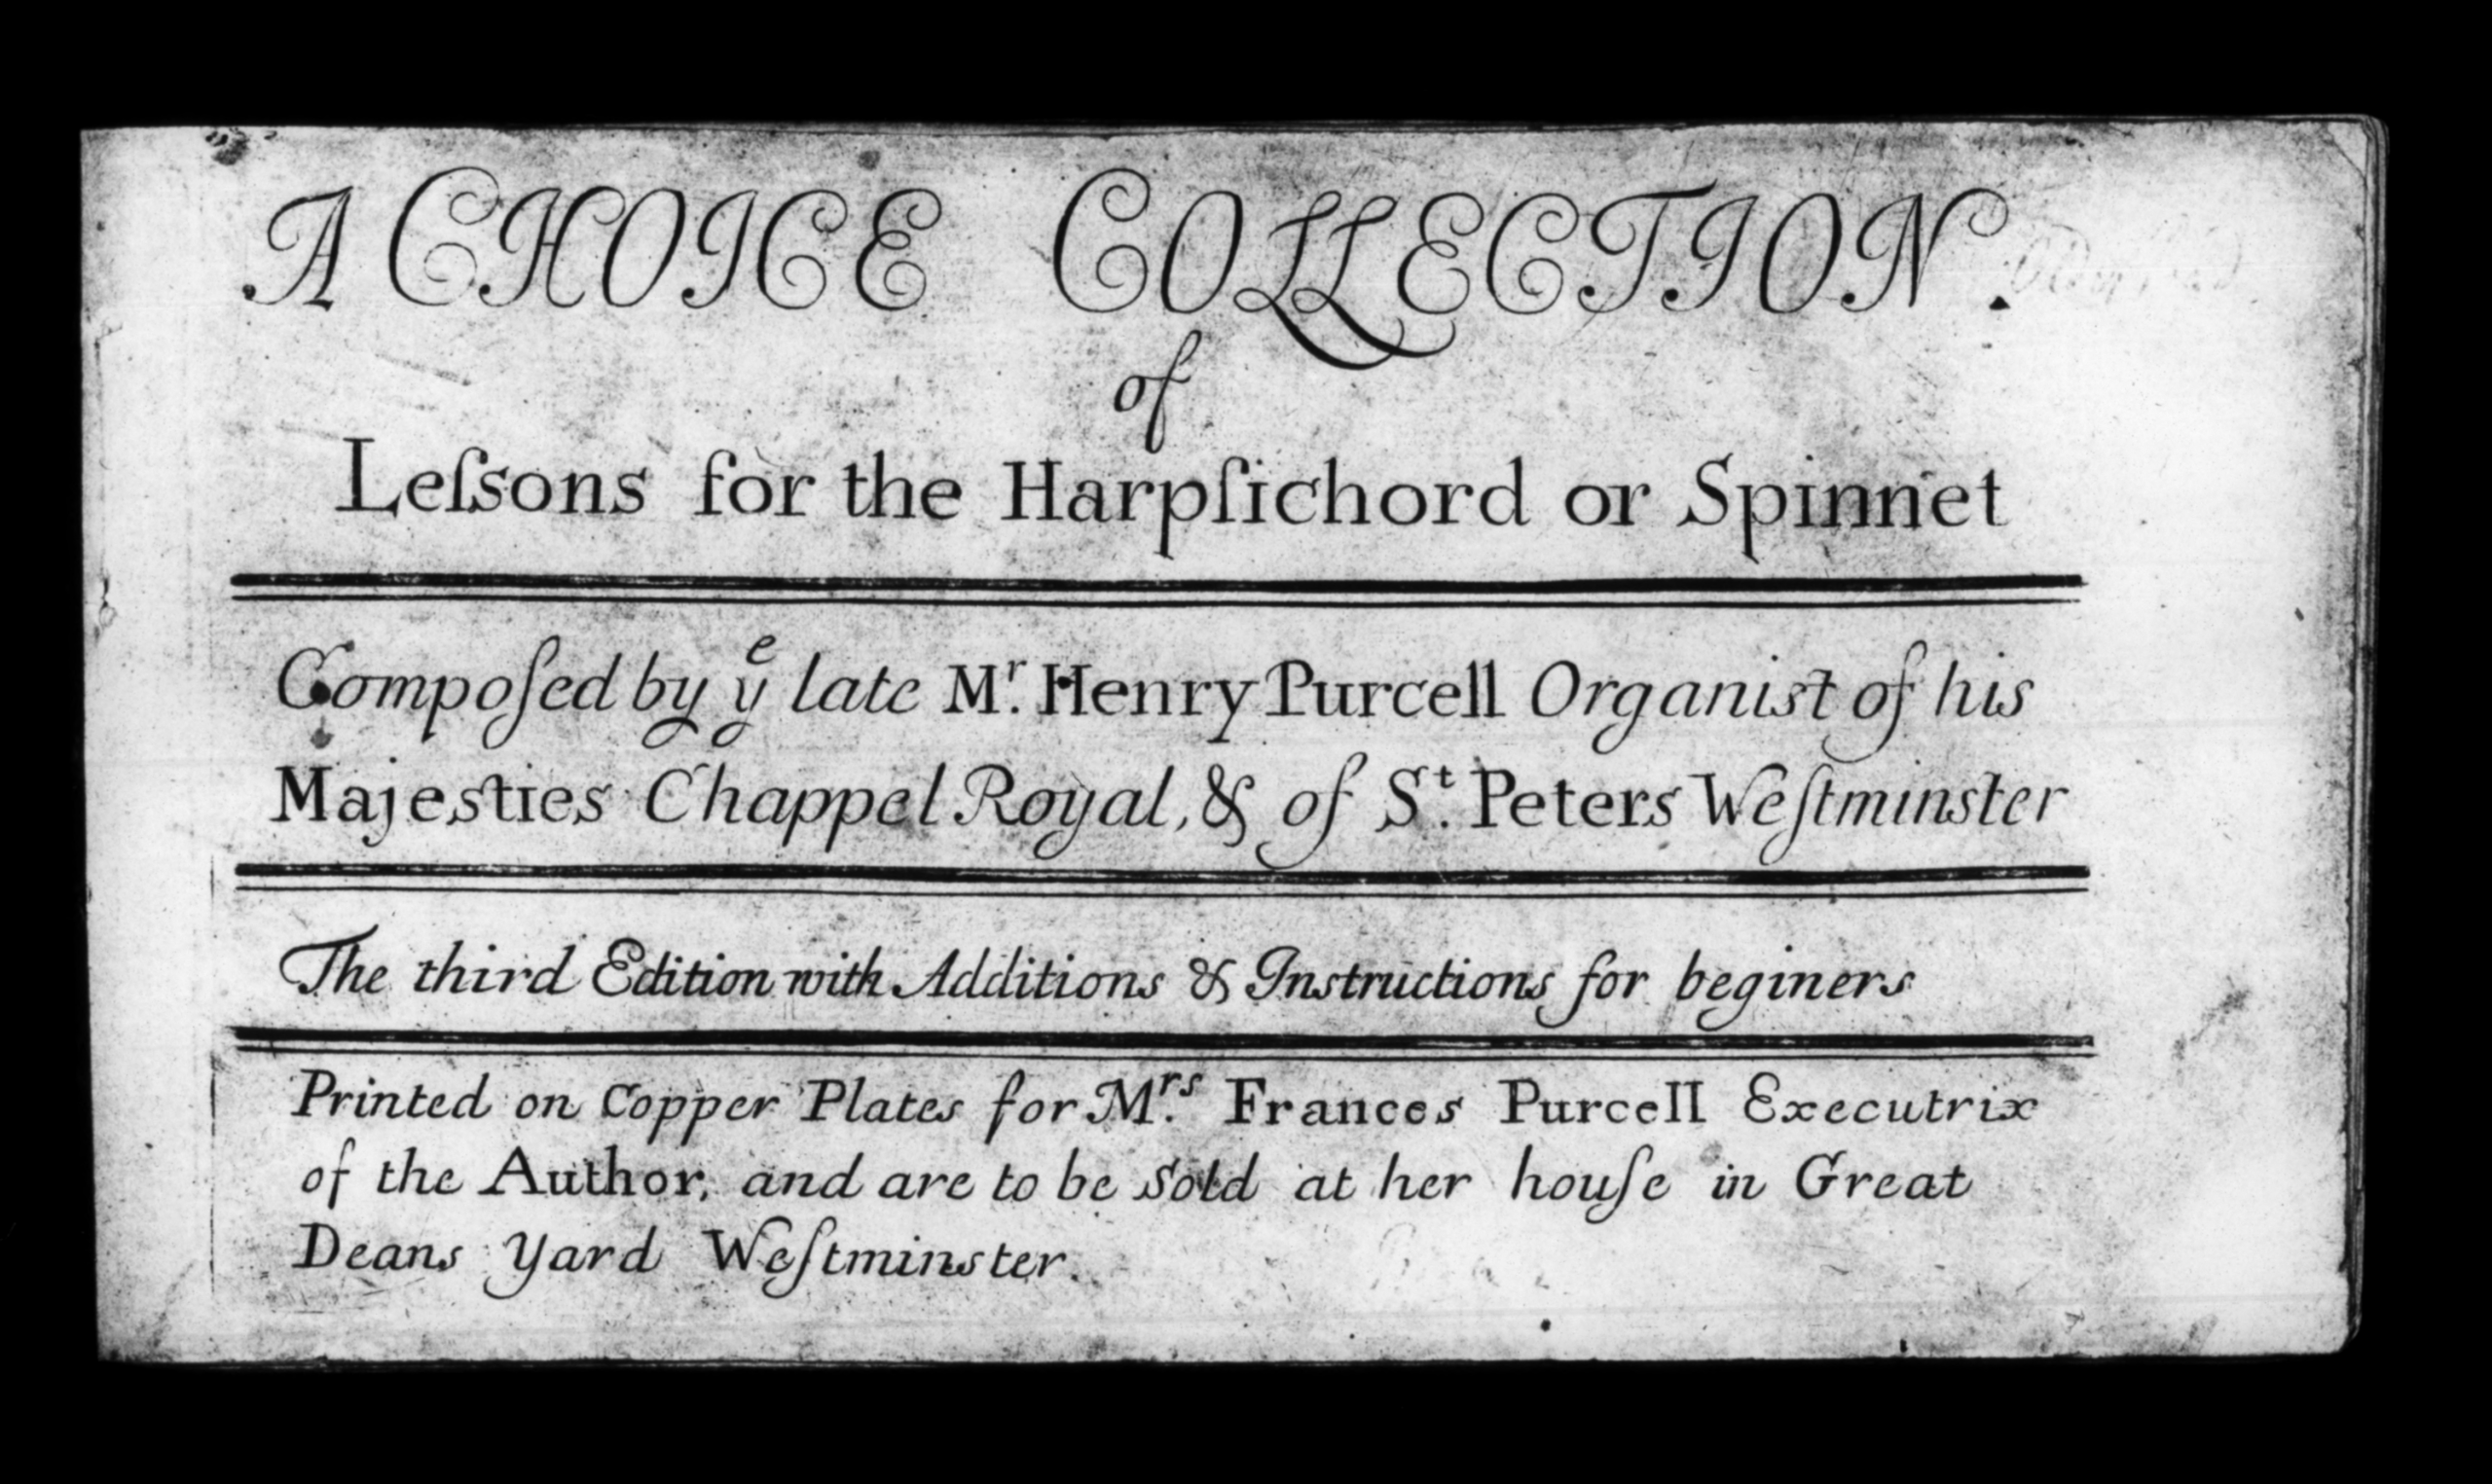 A CHOICE COLLECTION.
of
Leſsons for the Harpſichord or Spinnet
Compoſed by yᵉ late Mʳ. Henry Purcell Organist of his
Majesties Chappel Royal, & of Sᵗ. Peters Weſtminster
The third Edition with Additions & Instructions for beginers
Printed on Copper Plates for Mʳˢ. Frances Purcell Executrix
of the Author, and are to be Sold at her houſe in Great
Deans Yard Weſtminster.